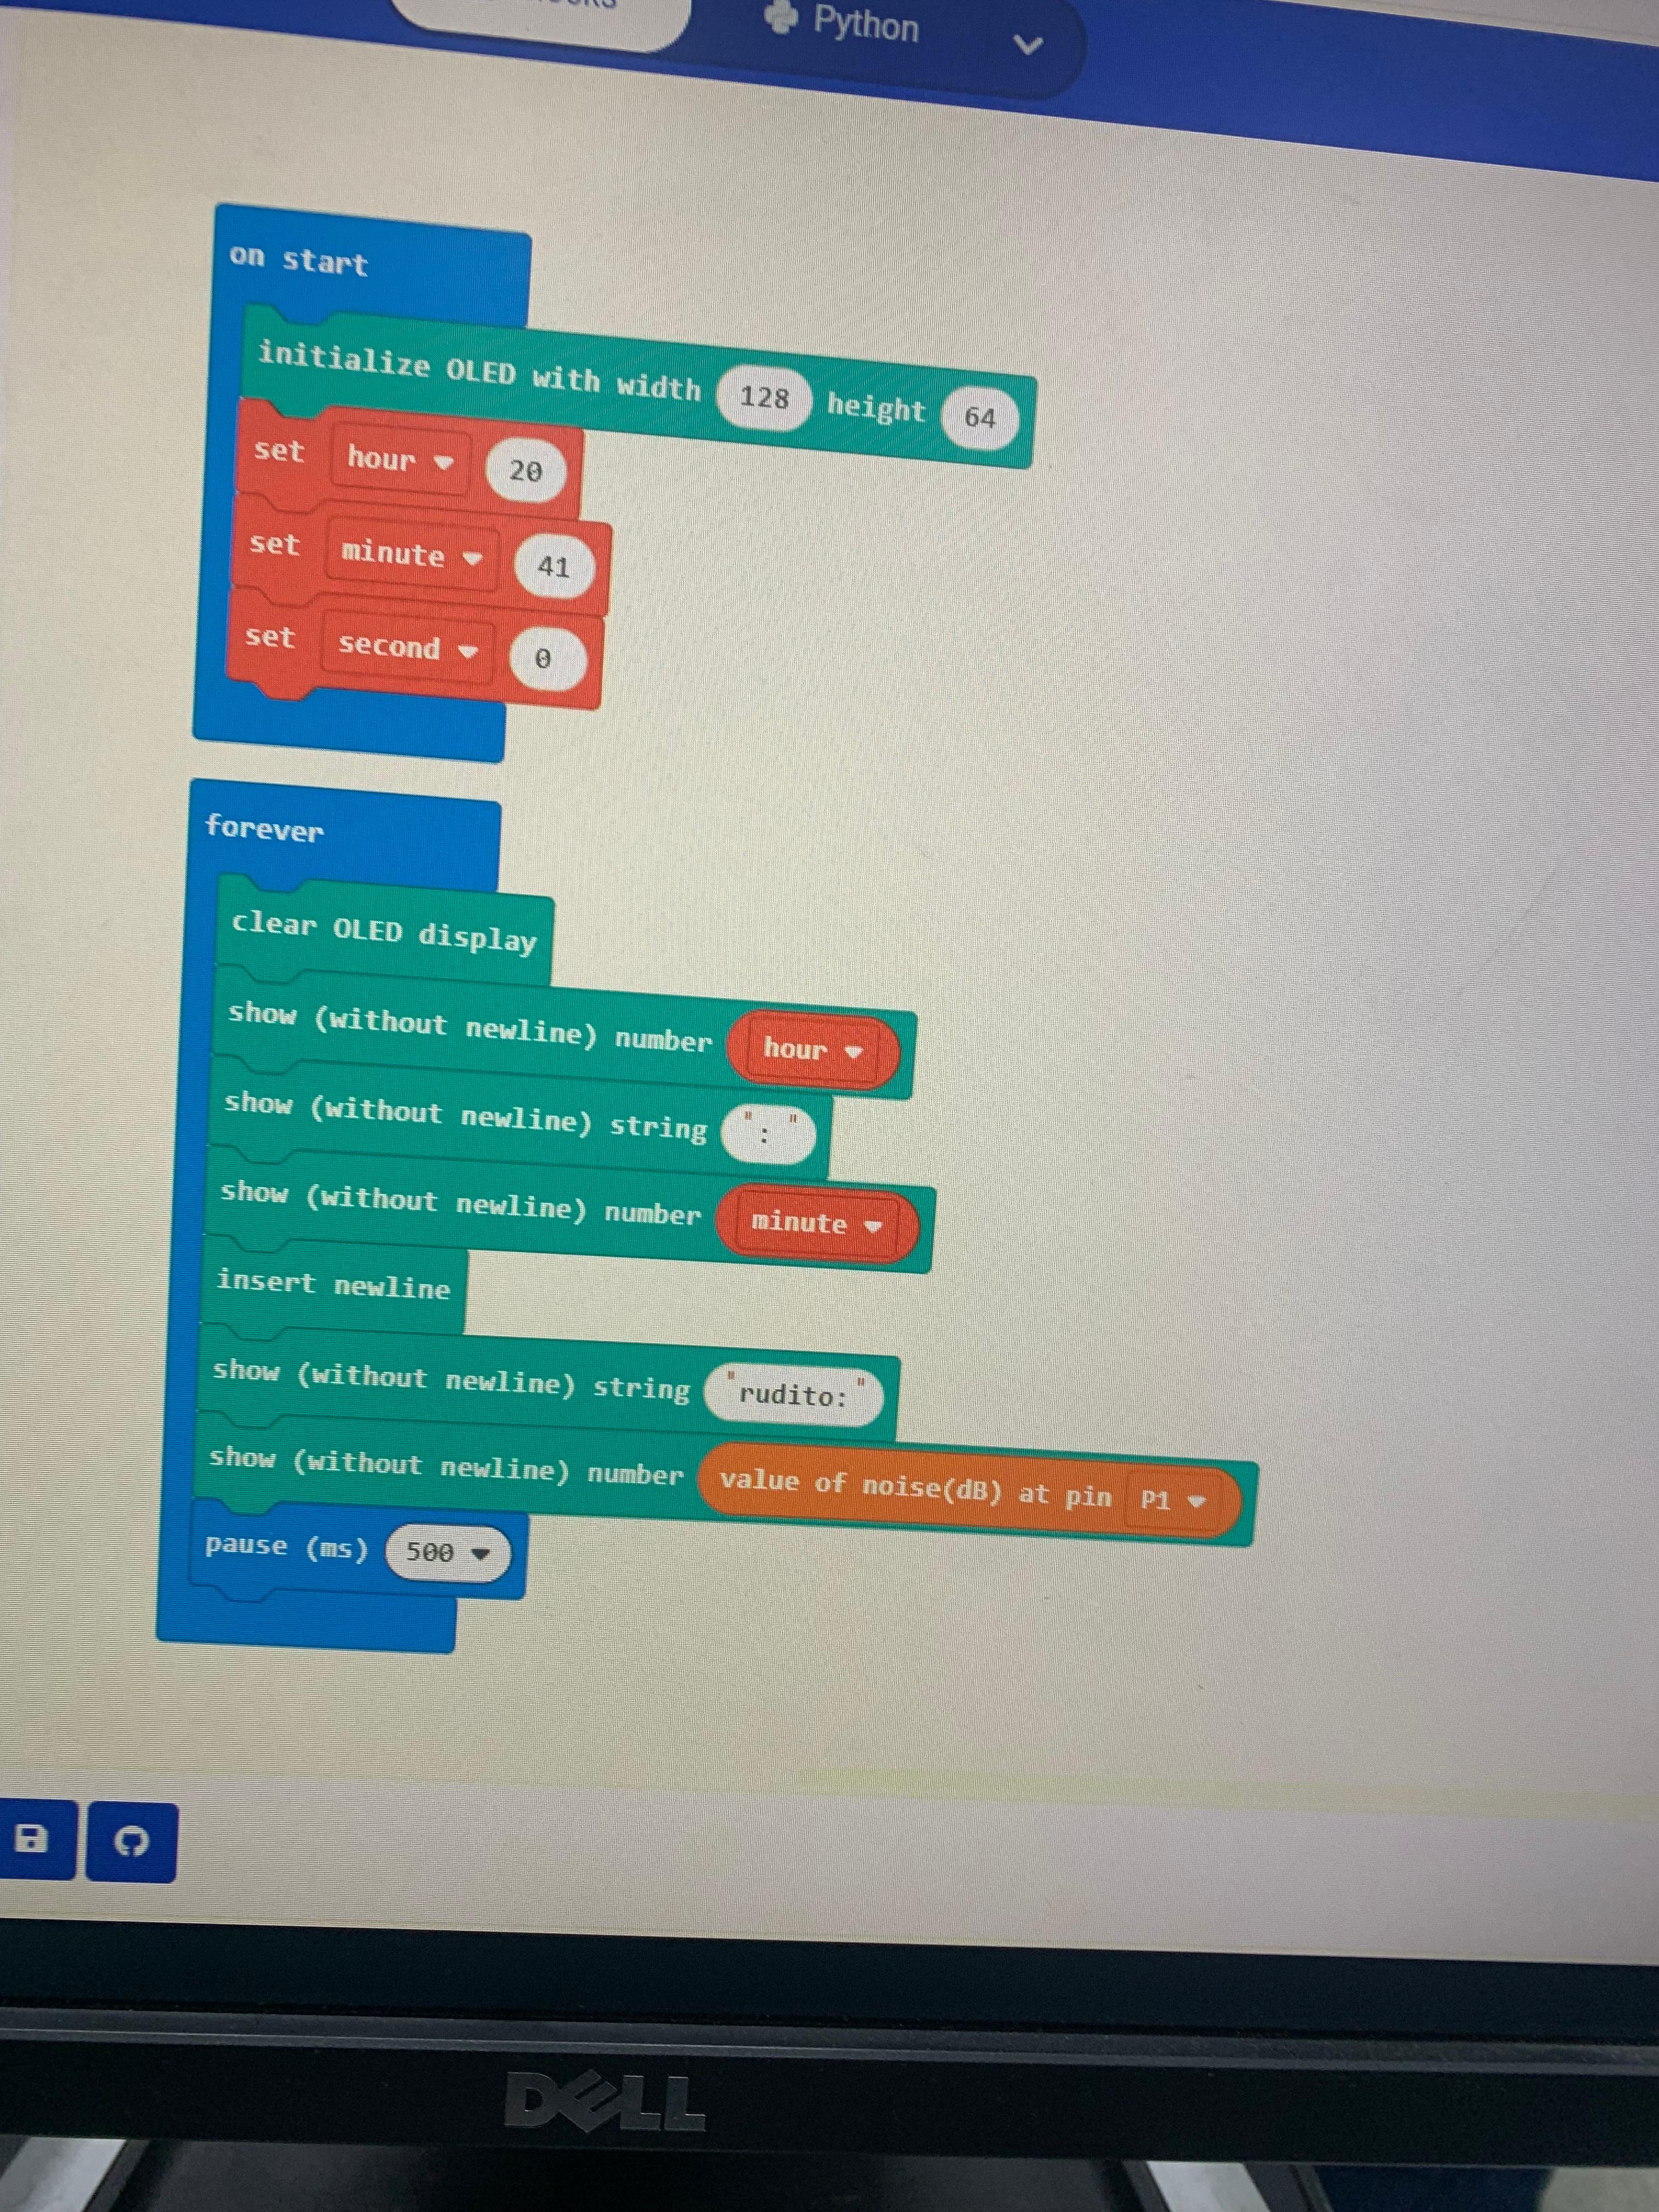 Python
on start
initialize OLED with width 128 height 64
set hour 20
set minute 41
set second 0
forever
clear OLED display
show (without newline) number hour
show (without newline) string ":"
show (without newline) number minute
insert newline
show (without newline) string "rudito:"
show (without newline) number value of noise(dB) at pin P1
pause (ms) 500
DELL